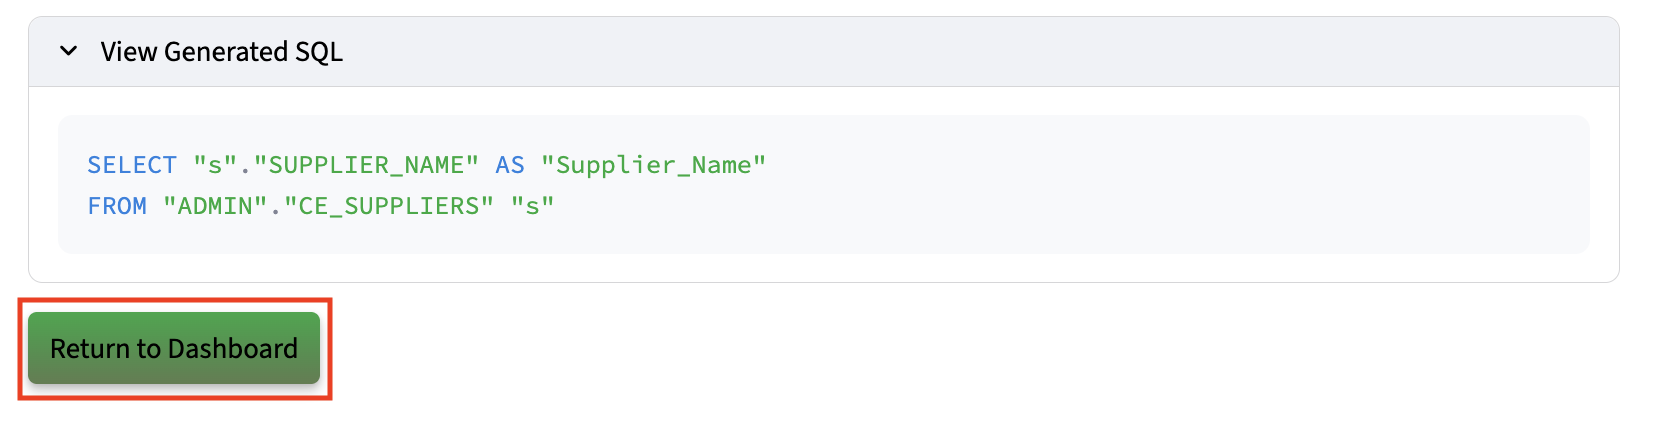 View Generated SQL
SELECT "s"."SUPPLIER_NAME" AS "Supplier_Name"
FROM "ADMIN"."CE_SUPPLIERS" "s"
Return to Dashboard